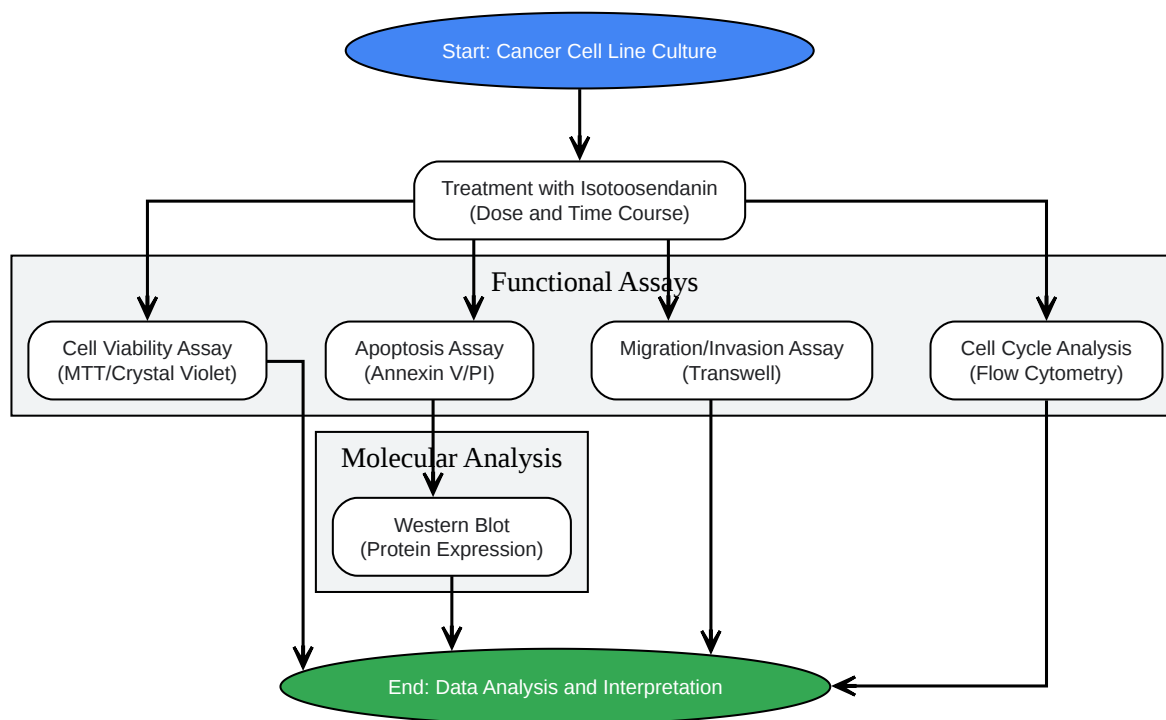 Start: Cancer Cell Line Culture
Treatment with Isotoosendanin
(Dose and Time Course)
Functional Assays
Cell Viability Assay
(MTT/Crystal Violet)
Apoptosis Assay
(Annexin V/PI)
Migration/Invasion Assay
(Transwell)
Cell Cycle Analysis
(Flow Cytometry)
Molecular Analysis
Western Blot
(Protein Expression)
End: Data Analysis and Interpretation